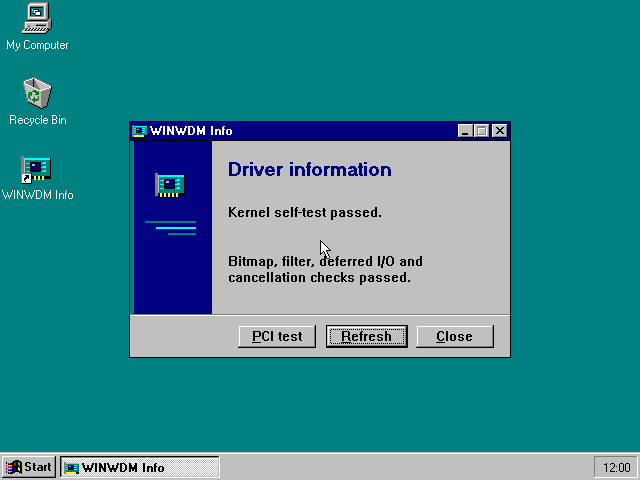 My Computer
Recycle Bin
WINWDM Info
WINWDM Info
Driver information
Kernel self-test passed.
Bitmap, filter, deferred I/O and
cancellation checks passed.
PCI test
Refresh
Close
Start
WINWDM Info
12:00